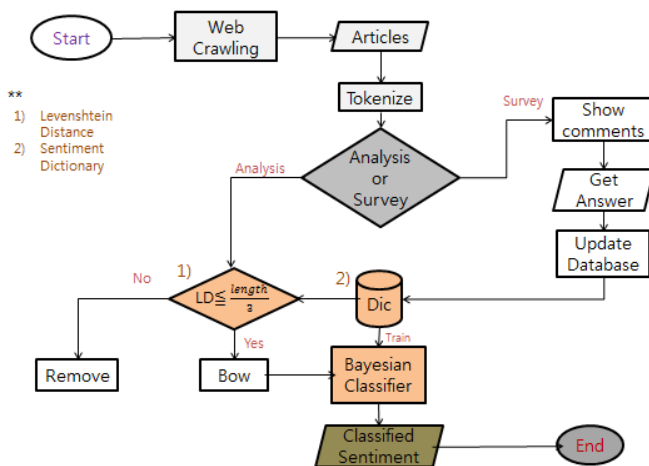 Start
Web
Crawling
Articles
Tokenize
**
1) Levenshtein
Distance
2) Sentiment
Dictionary
Survey
Show
comments
Analysis
or
Survey
Analysis
Get
Answer
Update
Database
1)
No
LD≦ length/3
2)
Dic
Yes
Train
Remove
Bow
Bayesian
Classifier
Classified
Sentiment
End